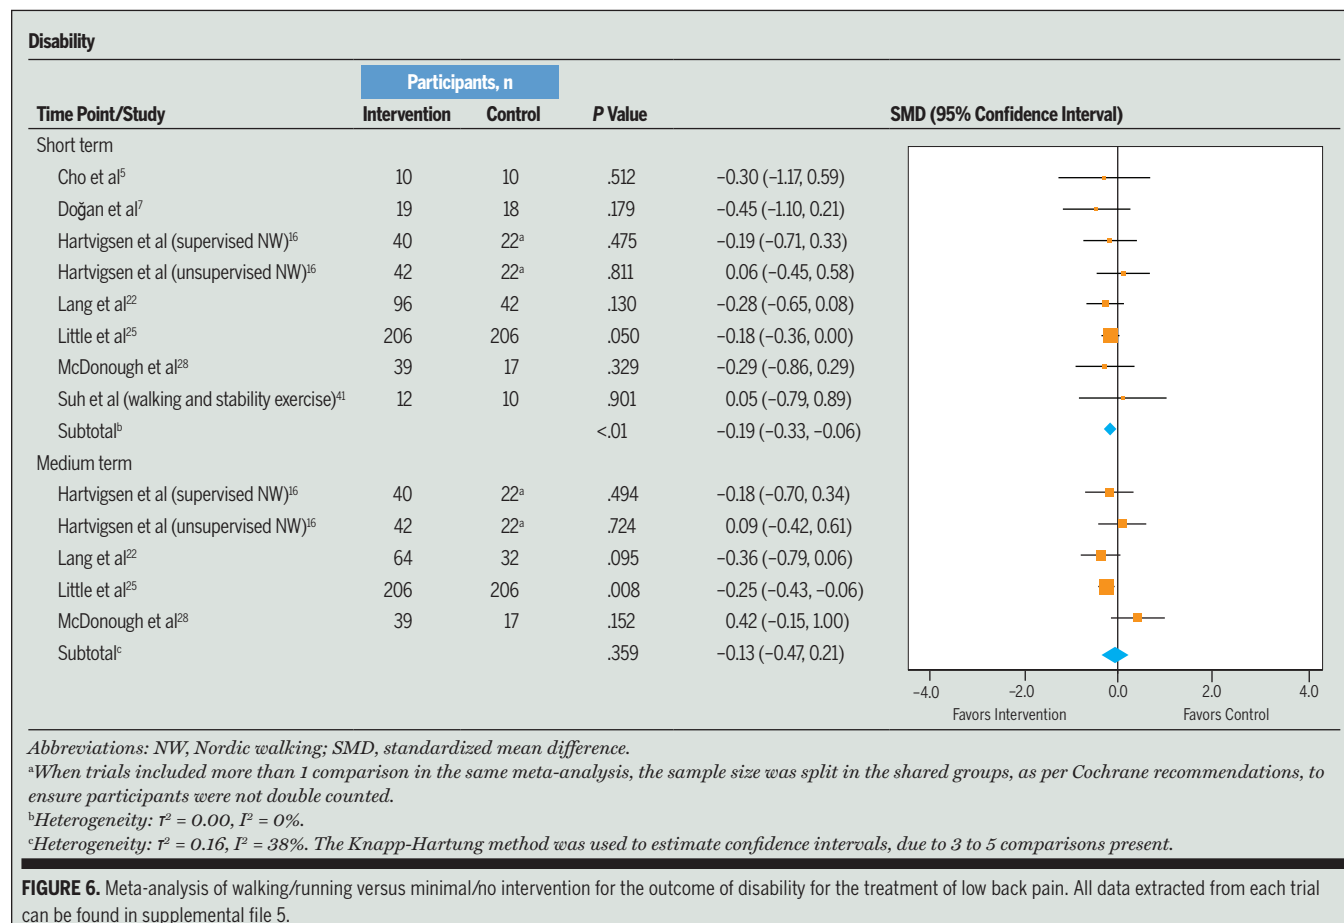 Disability
Participants, n
Time Point/Study Intervention Control P Value SMD (95% Confidence Interval)
Short term
Cho et al⁵ 10 10 .512 −0.30 (−1.17, 0.59)
Doğan et al⁷ 19 18 .179 −0.45 (−1.10, 0.21)
Hartvigsen et al (supervised NW)¹⁶ 40 22ᵃ .475 −0.19 (−0.71, 0.33)
Hartvigsen et al (unsupervised NW)¹⁶ 42 22ᵃ .811 0.06 (−0.45, 0.58)
Lang et al²² 96 42 .130 −0.28 (−0.65, 0.08)
Little et al²⁵ 206 206 .050 −0.18 (−0.36, 0.00)
McDonough et al²⁸ 39 17 .329 −0.29 (−0.86, 0.29)
Suh et al (walking and stability exercise)⁴¹ 12 10 .901 0.05 (−0.79, 0.89)
Subtotalᵇ <.01 −0.19 (−0.33, −0.06)
Medium term
Hartvigsen et al (supervised NW)¹⁶ 40 22ᵃ .494 −0.18 (−0.70, 0.34)
Hartvigsen et al (unsupervised NW)¹⁶ 42 22ᵃ .724 0.09 (−0.42, 0.61)
Lang et al²² 64 32 .095 −0.36 (−0.79, 0.06)
Little et al²⁵ 206 206 .008 −0.25 (−0.43, −0.06)
McDonough et al²⁸ 39 17 .152 0.42 (−0.15, 1.00)
Subtotalᶜ .359 −0.13 (−0.47, 0.21)
−4.0 −2.0 0.0 2.0 4.0
Favors Intervention Favors Control
Abbreviations: NW, Nordic walking; SMD, standardized mean difference.
ᵃWhen trials included more than 1 comparison in the same meta-analysis, the sample size was split in the shared groups, as per Cochrane recommendations, to
ensure participants were not double counted.
ᵇHeterogeneity: τ² = 0.00, I² = 0%.
ᶜHeterogeneity: τ² = 0.16, I² = 38%. The Knapp-Hartung method was used to estimate confidence intervals, due to 3 to 5 comparisons present.
FIGURE 6. Meta-analysis of walking/running versus minimal/no intervention for the outcome of disability for the treatment of low back pain. All data extracted from each trial
can be found in supplemental file 5.